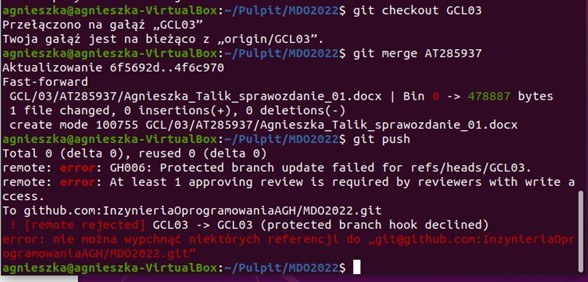 agnieszka@agnieszka-VirtualBox:~/Pulpit/MDO2022$ git checkout GCL03
Przełączono na gałąź „GCL03”
Twoja gałąź jest na bieżąco z „origin/GCL03”.
agnieszka@agnieszka-VirtualBox:~/Pulpit/MDO2022$ git merge AT285937
Aktualizowanie 6f5692d..4f6c970
Fast-forward
 GCL/03/AT285937/Agnieszka_Talik_sprawozdanie_01.docx | Bin 0 -> 478887 bytes
 1 file changed, 0 insertions(+), 0 deletions(-)
 create mode 100755 GCL/03/AT285937/Agnieszka_Talik_sprawozdanie_01.docx
agnieszka@agnieszka-VirtualBox:~/Pulpit/MDO2022$ git push
Total 0 (delta 0), reused 0 (delta 0)
remote: error: GH006: Protected branch update failed for refs/heads/GCL03.
remote: error: At least 1 approving review is required by reviewers with write a
ccess.
To github.com:InzynieriaOprogramowaniaAGH/MDO2022.git
 ! [remote rejected] GCL03 -> GCL03 (protected branch hook declined)
error: nie można wypchnąć niektórych referencji do „git@github.com:InzynieriaOpr
ogramowaniaAGH/MDO2022.git”
agnieszka@agnieszka-VirtualBox:~/Pulpit/MDO2022$